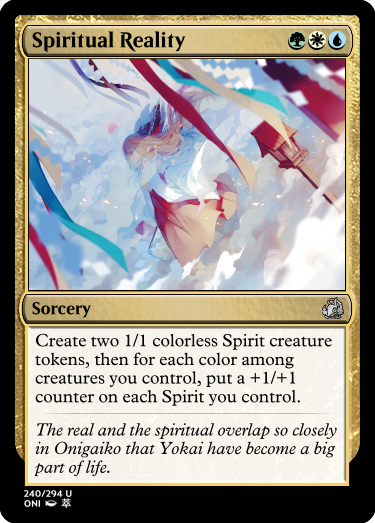 Spiritual Reality
Sorcery
Create two 1/1 colorless Spirit creature
tokens, then for each color among
creatures you control, put a +1/+1
counter on each Spirit you control.
The real and the spiritual overlap so closely
in Onigaiko that Yokai have become a big
part of life.
240/294 U
ONI 萃